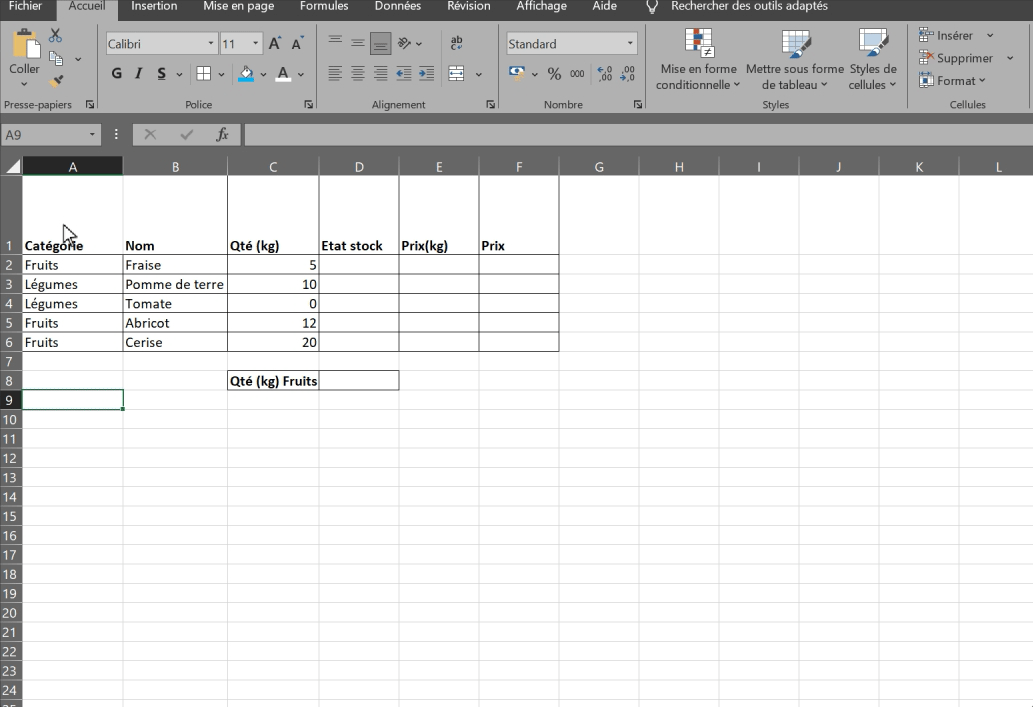 Fichier Accueil Insertion Mise en page Formules Données Révision Affichage Aide Rechercher des outils adaptés
Coller
Presse-papiers
Calibri 11 A A
G I S A
Police
ab
Alignement
Standard
% 000 ,00 ,00
Nombre
Mise en forme conditionnelle
Mettre sous forme de tableau
Styles de cellules
Styles
Insérer
Supprimer
Format
Cellules
A9 fx
A B C D E F G H I J K L
1 Catégorie Nom Qté (kg) Etat stock Prix(kg) Prix
2 Fruits Fraise 5
3 Légumes Pomme de terre 10
4 Légumes Tomate 0
5 Fruits Abricot 12
6 Fruits Cerise 20
7
8 Qté (kg) Fruits
9
10
11
12
13
14
15
16
17
18
19
20
21
22
23
24